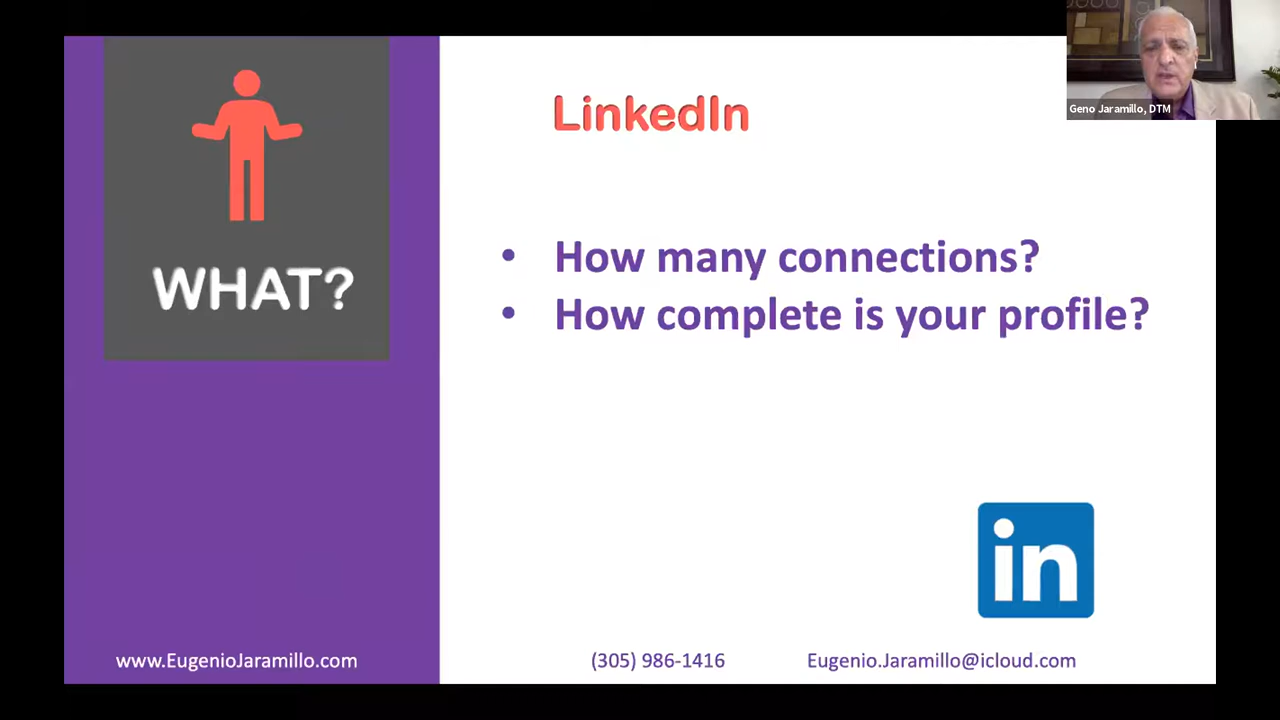 WHAT?
LinkedIn
• How many connections?
• How complete is your profile?
in
www.EugenioJaramillo.com
(305) 986-1416
Eugenio.Jaramillo@icloud.com
Geno Jaramillo, DTM